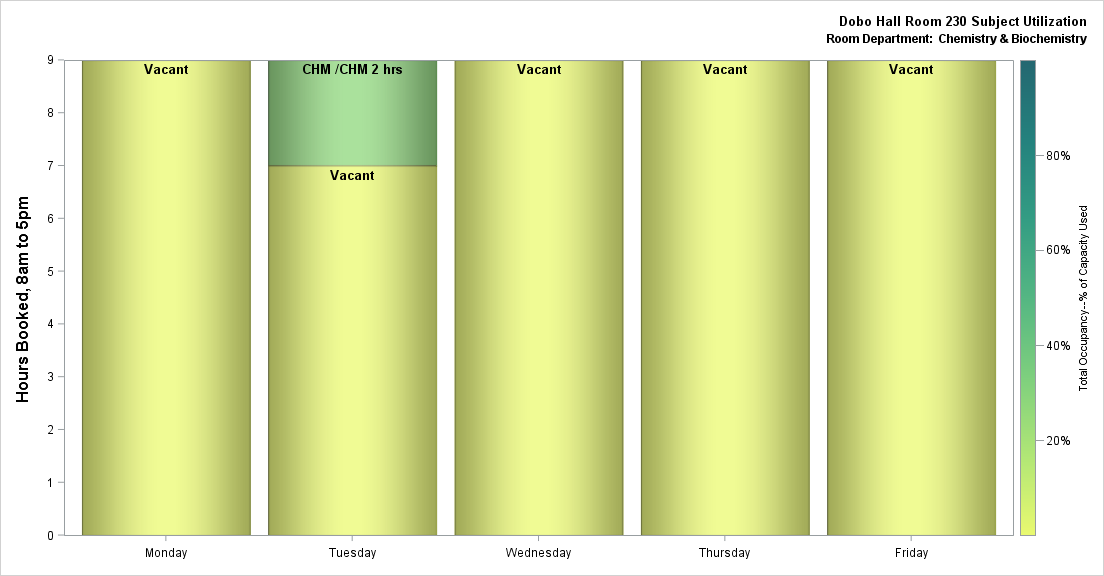 Dobo Hall Room 230 Subject Utilization
Room Department: Chemistry & Biochemistry
Hours Booked, 8am to 5pm
9
8
7
6
5
4
3
2
1
0
Vacant
CHM /CHM 2 hrs
Vacant
Vacant
Vacant
Vacant
Monday
Tuesday
Wednesday
Thursday
Friday
80%
60%
40%
20%
Total Occupancy--% of Capacity Used